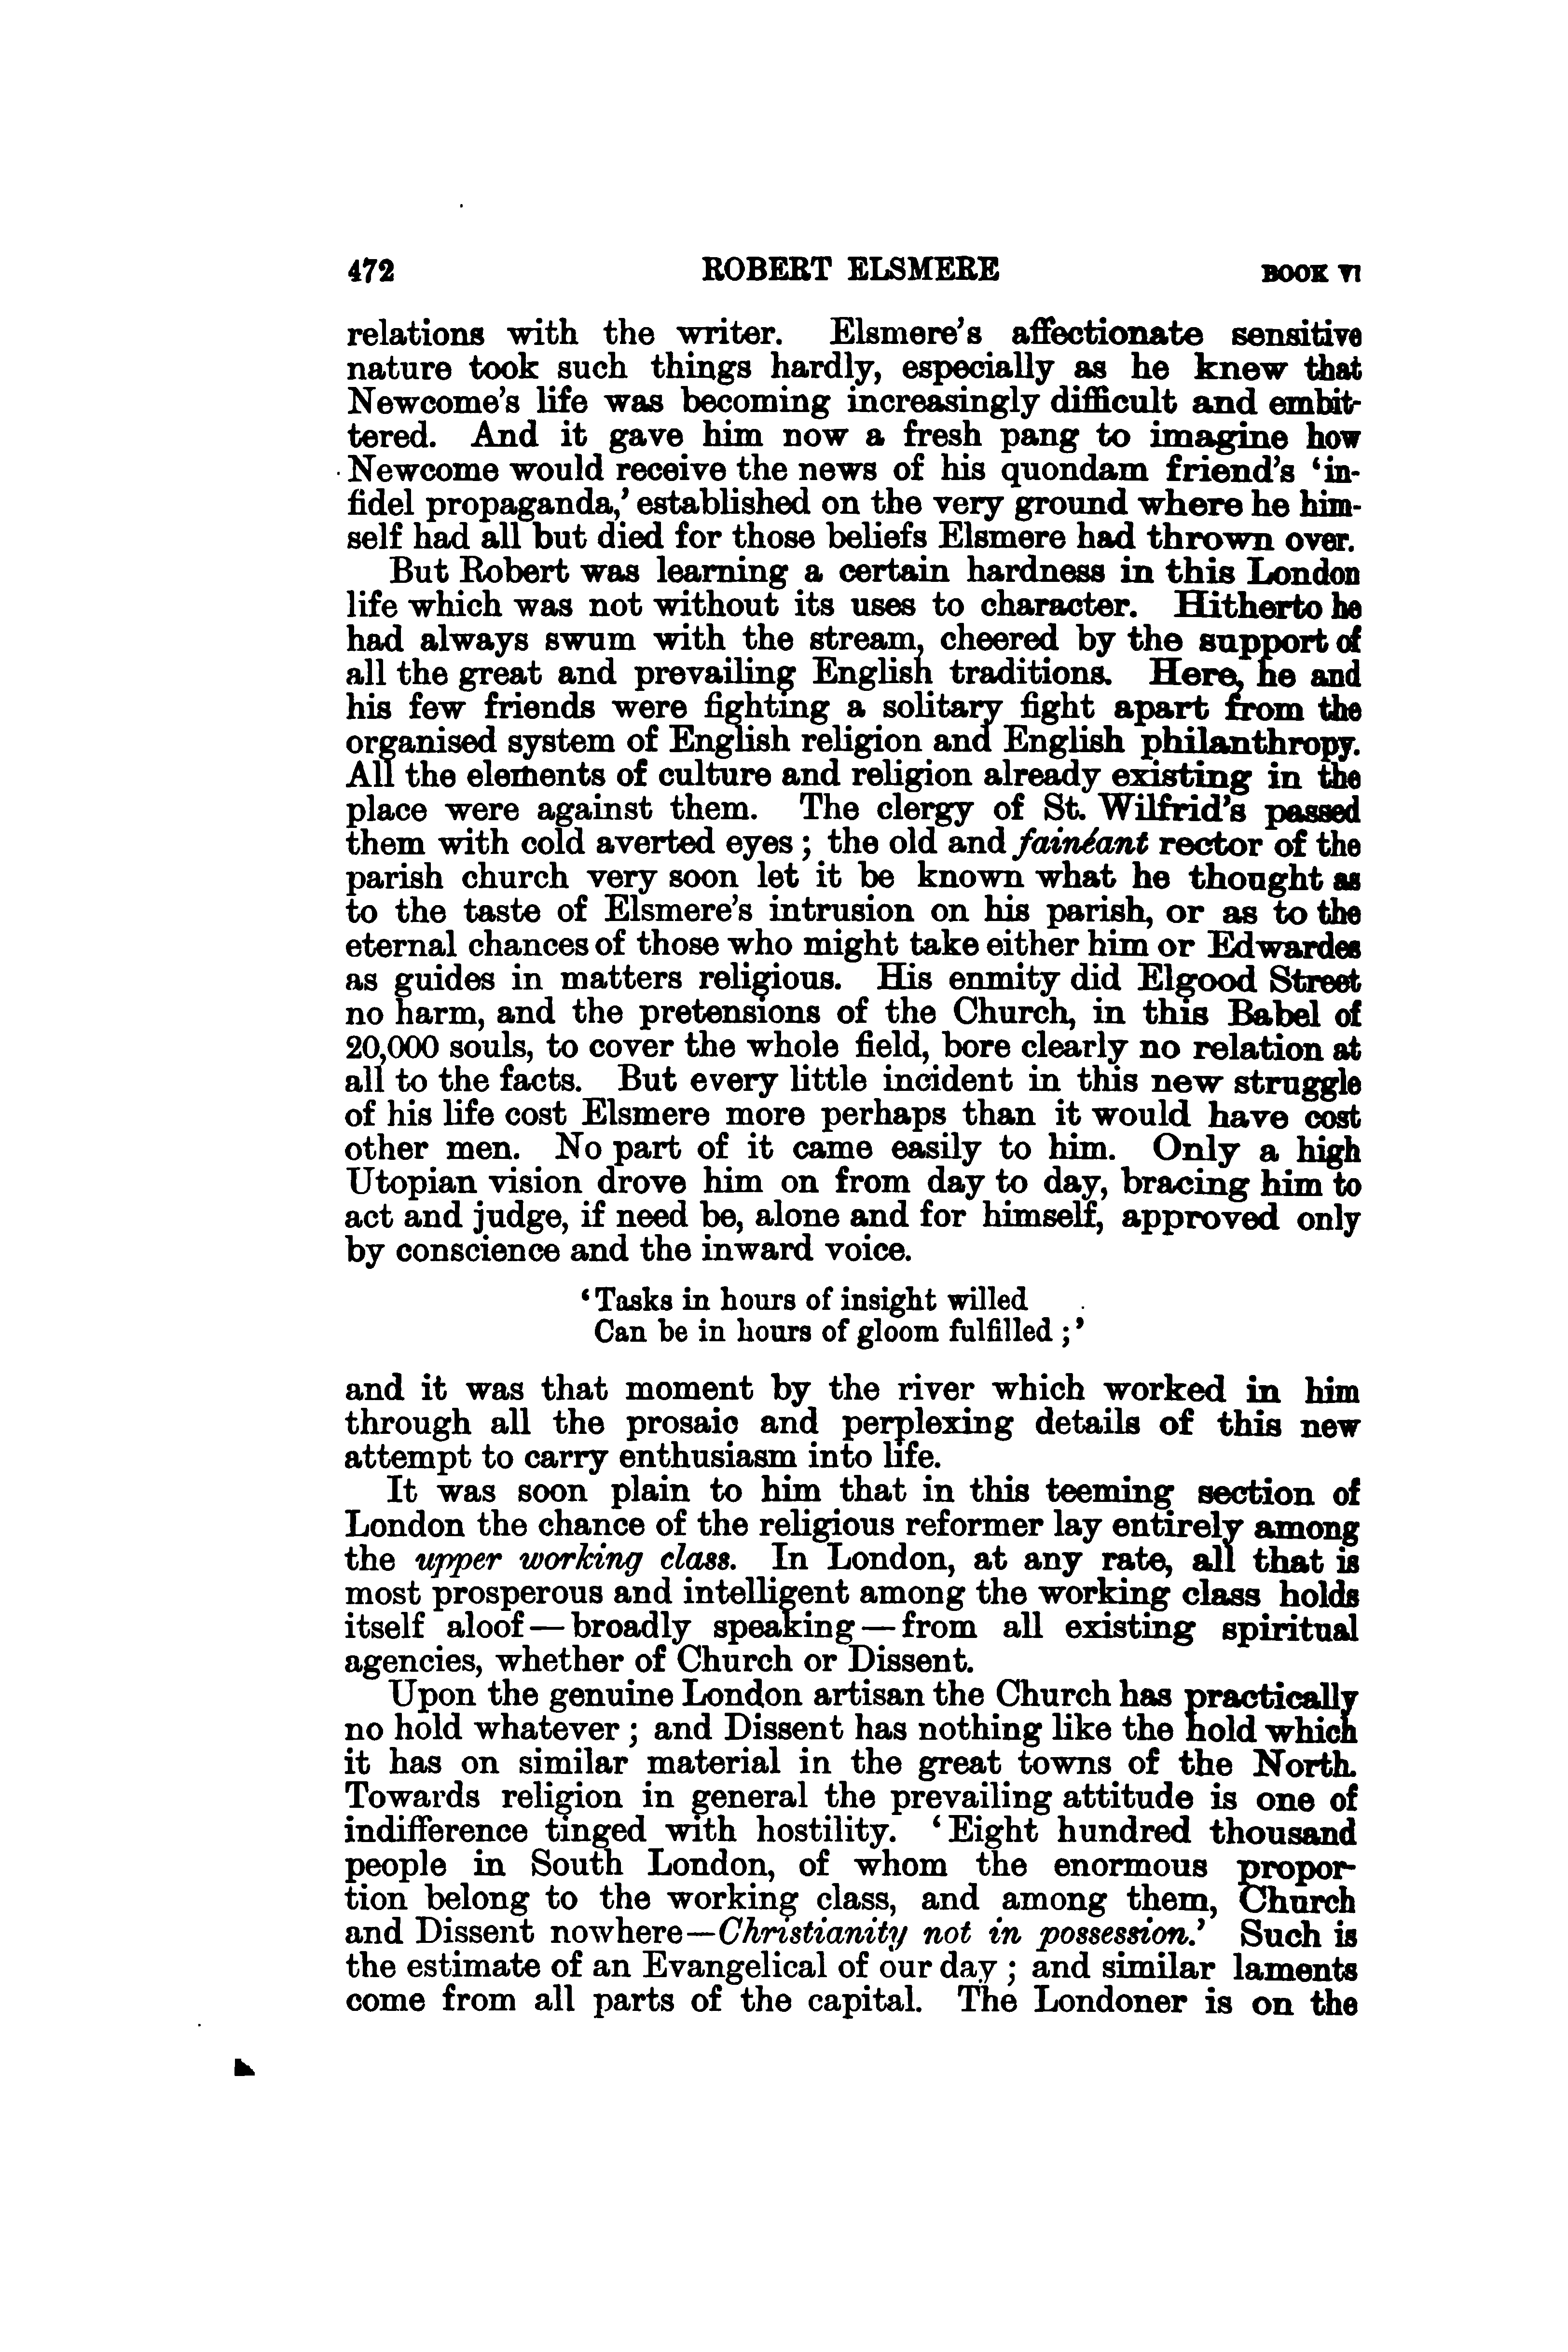 472 ROBERT ELSMERE BOOK VI
relations with the writer. Elsmere's affectionate sensitive
nature took such things hardly, especially as he knew that
Newcome's life was becoming increasingly difficult and embit-
tered. And it gave him now a fresh pang to imagine how
Newcome would receive the news of his quondam friend's ‘in-
fidel propaganda,’ established on the very ground where he him-
self had all but died for those beliefs Elsmere had thrown over.
But Robert was learning a certain hardness in this London
life which was not without its uses to character. Hitherto he
had always swum with the stream, cheered by the support of
all the great and prevailing English traditions. Here, he and
his few friends were fighting a solitary fight apart from the
organised system of English religion and English philanthropy.
All the elements of culture and religion already existing in the
place were against them. The clergy of St. Wilfrid's passed
them with cold averted eyes; the old and fainéant rector of the
parish church very soon let it be known what he thought as
to the taste of Elsmere's intrusion on his parish, or as to the
eternal chances of those who might take either him or Edwardes
as guides in matters religious. His enmity did Elgood Street
no harm, and the pretensions of the Church, in this Babel of
20,000 souls, to cover the whole field, bore clearly no relation at
all to the facts. But every little incident in this new struggle
of his life cost Elsmere more perhaps than it would have cost
other men. No part of it came easily to him. Only a high
Utopian vision drove him on from day to day, bracing him to
act and judge, if need be, alone and for himself, approved only
by conscience and the inward voice.
‘Tasks in hours of insight willed
Can be in hours of gloom fulfilled;’
and it was that moment by the river which worked in him
through all the prosaic and perplexing details of this new
attempt to carry enthusiasm into life.
It was soon plain to him that in this teeming section of
London the chance of the religious reformer lay entirely among
the upper working class. In London, at any rate, all that is
most prosperous and intelligent among the working class holds
itself aloof—broadly speaking—from all existing spiritual
agencies, whether of Church or Dissent.
Upon the genuine London artisan the Church has practically
no hold whatever; and Dissent has nothing like the hold which
it has on similar material in the great towns of the North.
Towards religion in general the prevailing attitude is one of
indifference tinged with hostility. ‘Eight hundred thousand
people in South London, of whom the enormous propor-
tion belong to the working class, and among them, Church
and Dissent nowhere—Christianity not in possession.’ Such is
the estimate of an Evangelical of our day; and similar laments
come from all parts of the capital. The Londoner is on the